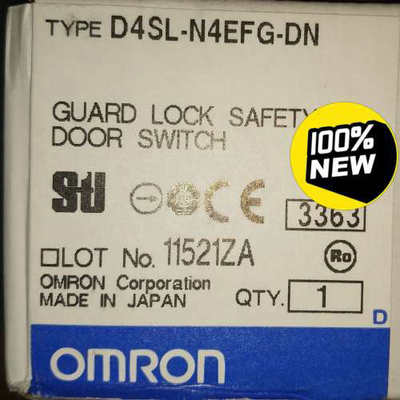 TYPE D4SL-N4EFG-DN
GUARD LOCK SAFETY
DOOR SWITCH
100%
NEW
CE
3363
LOT No. 11521ZA
Ro
OMRON Corporation
MADE IN JAPAN
QTY. 1
D
OMRON